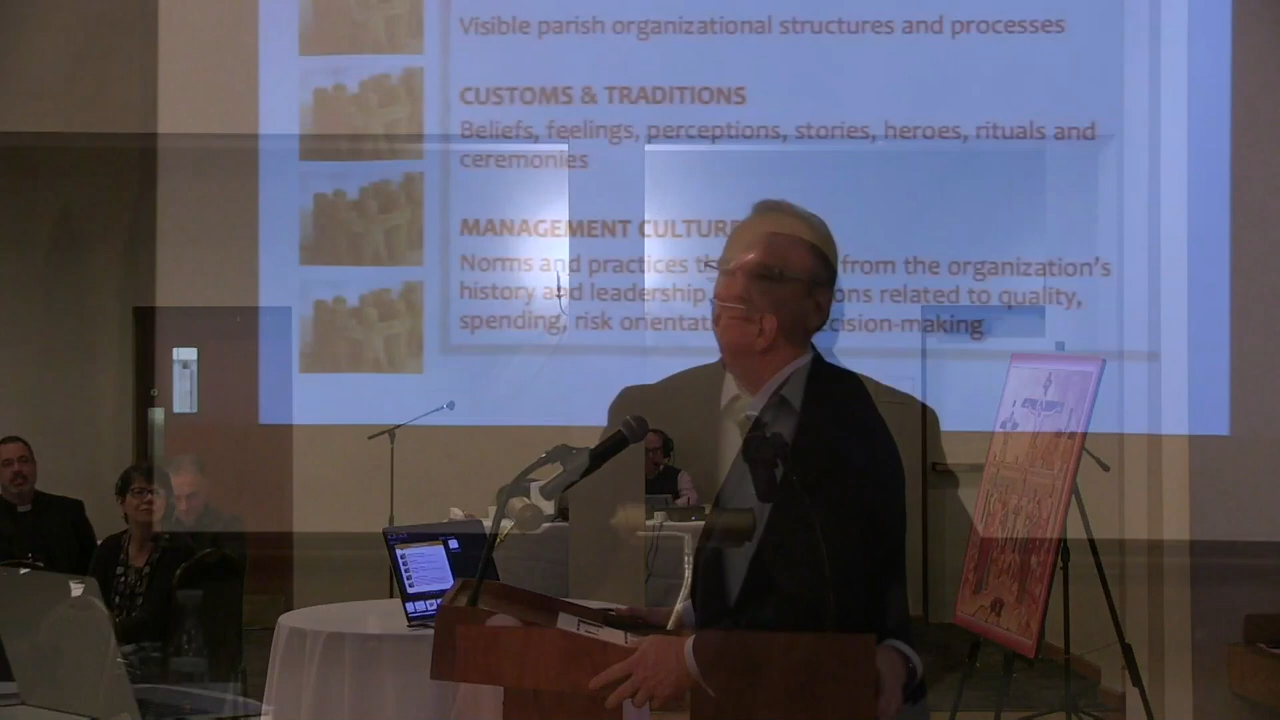 Visible parish organizational structures and processes
CUSTOMS & TRADITIONS
Beliefs, feelings, perceptions, stories, heroes, rituals and
ceremonies
MANAGEMENT CULTURE
Norms and practices from the organization's
history and leadership related to quality,
spending, risk